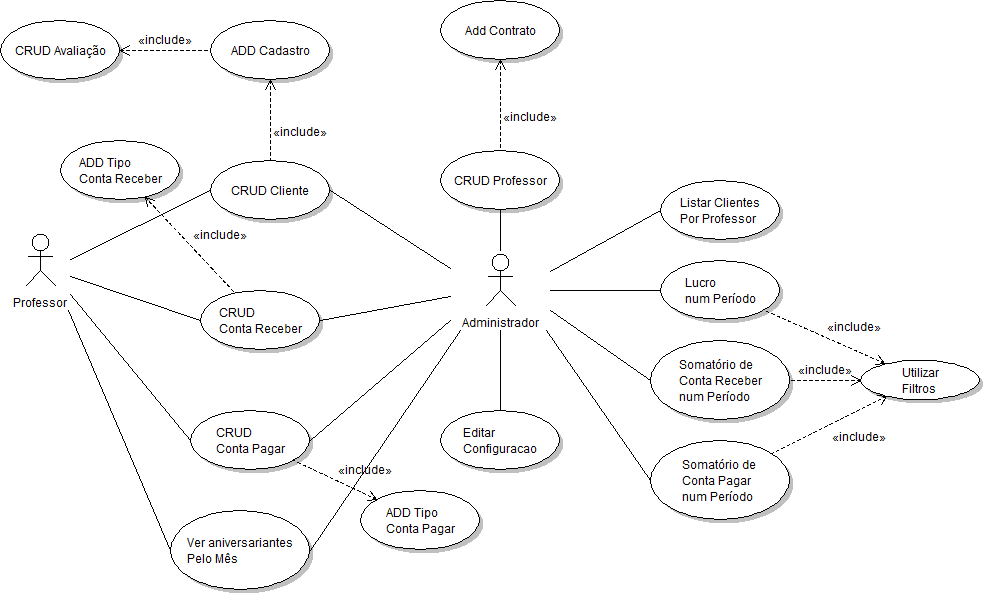 Add Contrato
«include»
CRUD Avaliação
ADD Cadastro
«include»
«include»
ADD Tipo
Conta Receber
CRUD Cliente
CRUD Professor
Listar Clientes
Por Professor
«include»
Professor
Administrador
Lucro
num Período
CRUD
Conta Receber
«include»
Somatório de
Conta Receber
num Período
«include»
Utilizar
Filtros
CRUD
Conta Pagar
Editar
Configuracao
«include»
«include»
Somatório de
Conta Pagar
num Período
ADD Tipo
Conta Pagar
Ver aniversariantes
Pelo Mês